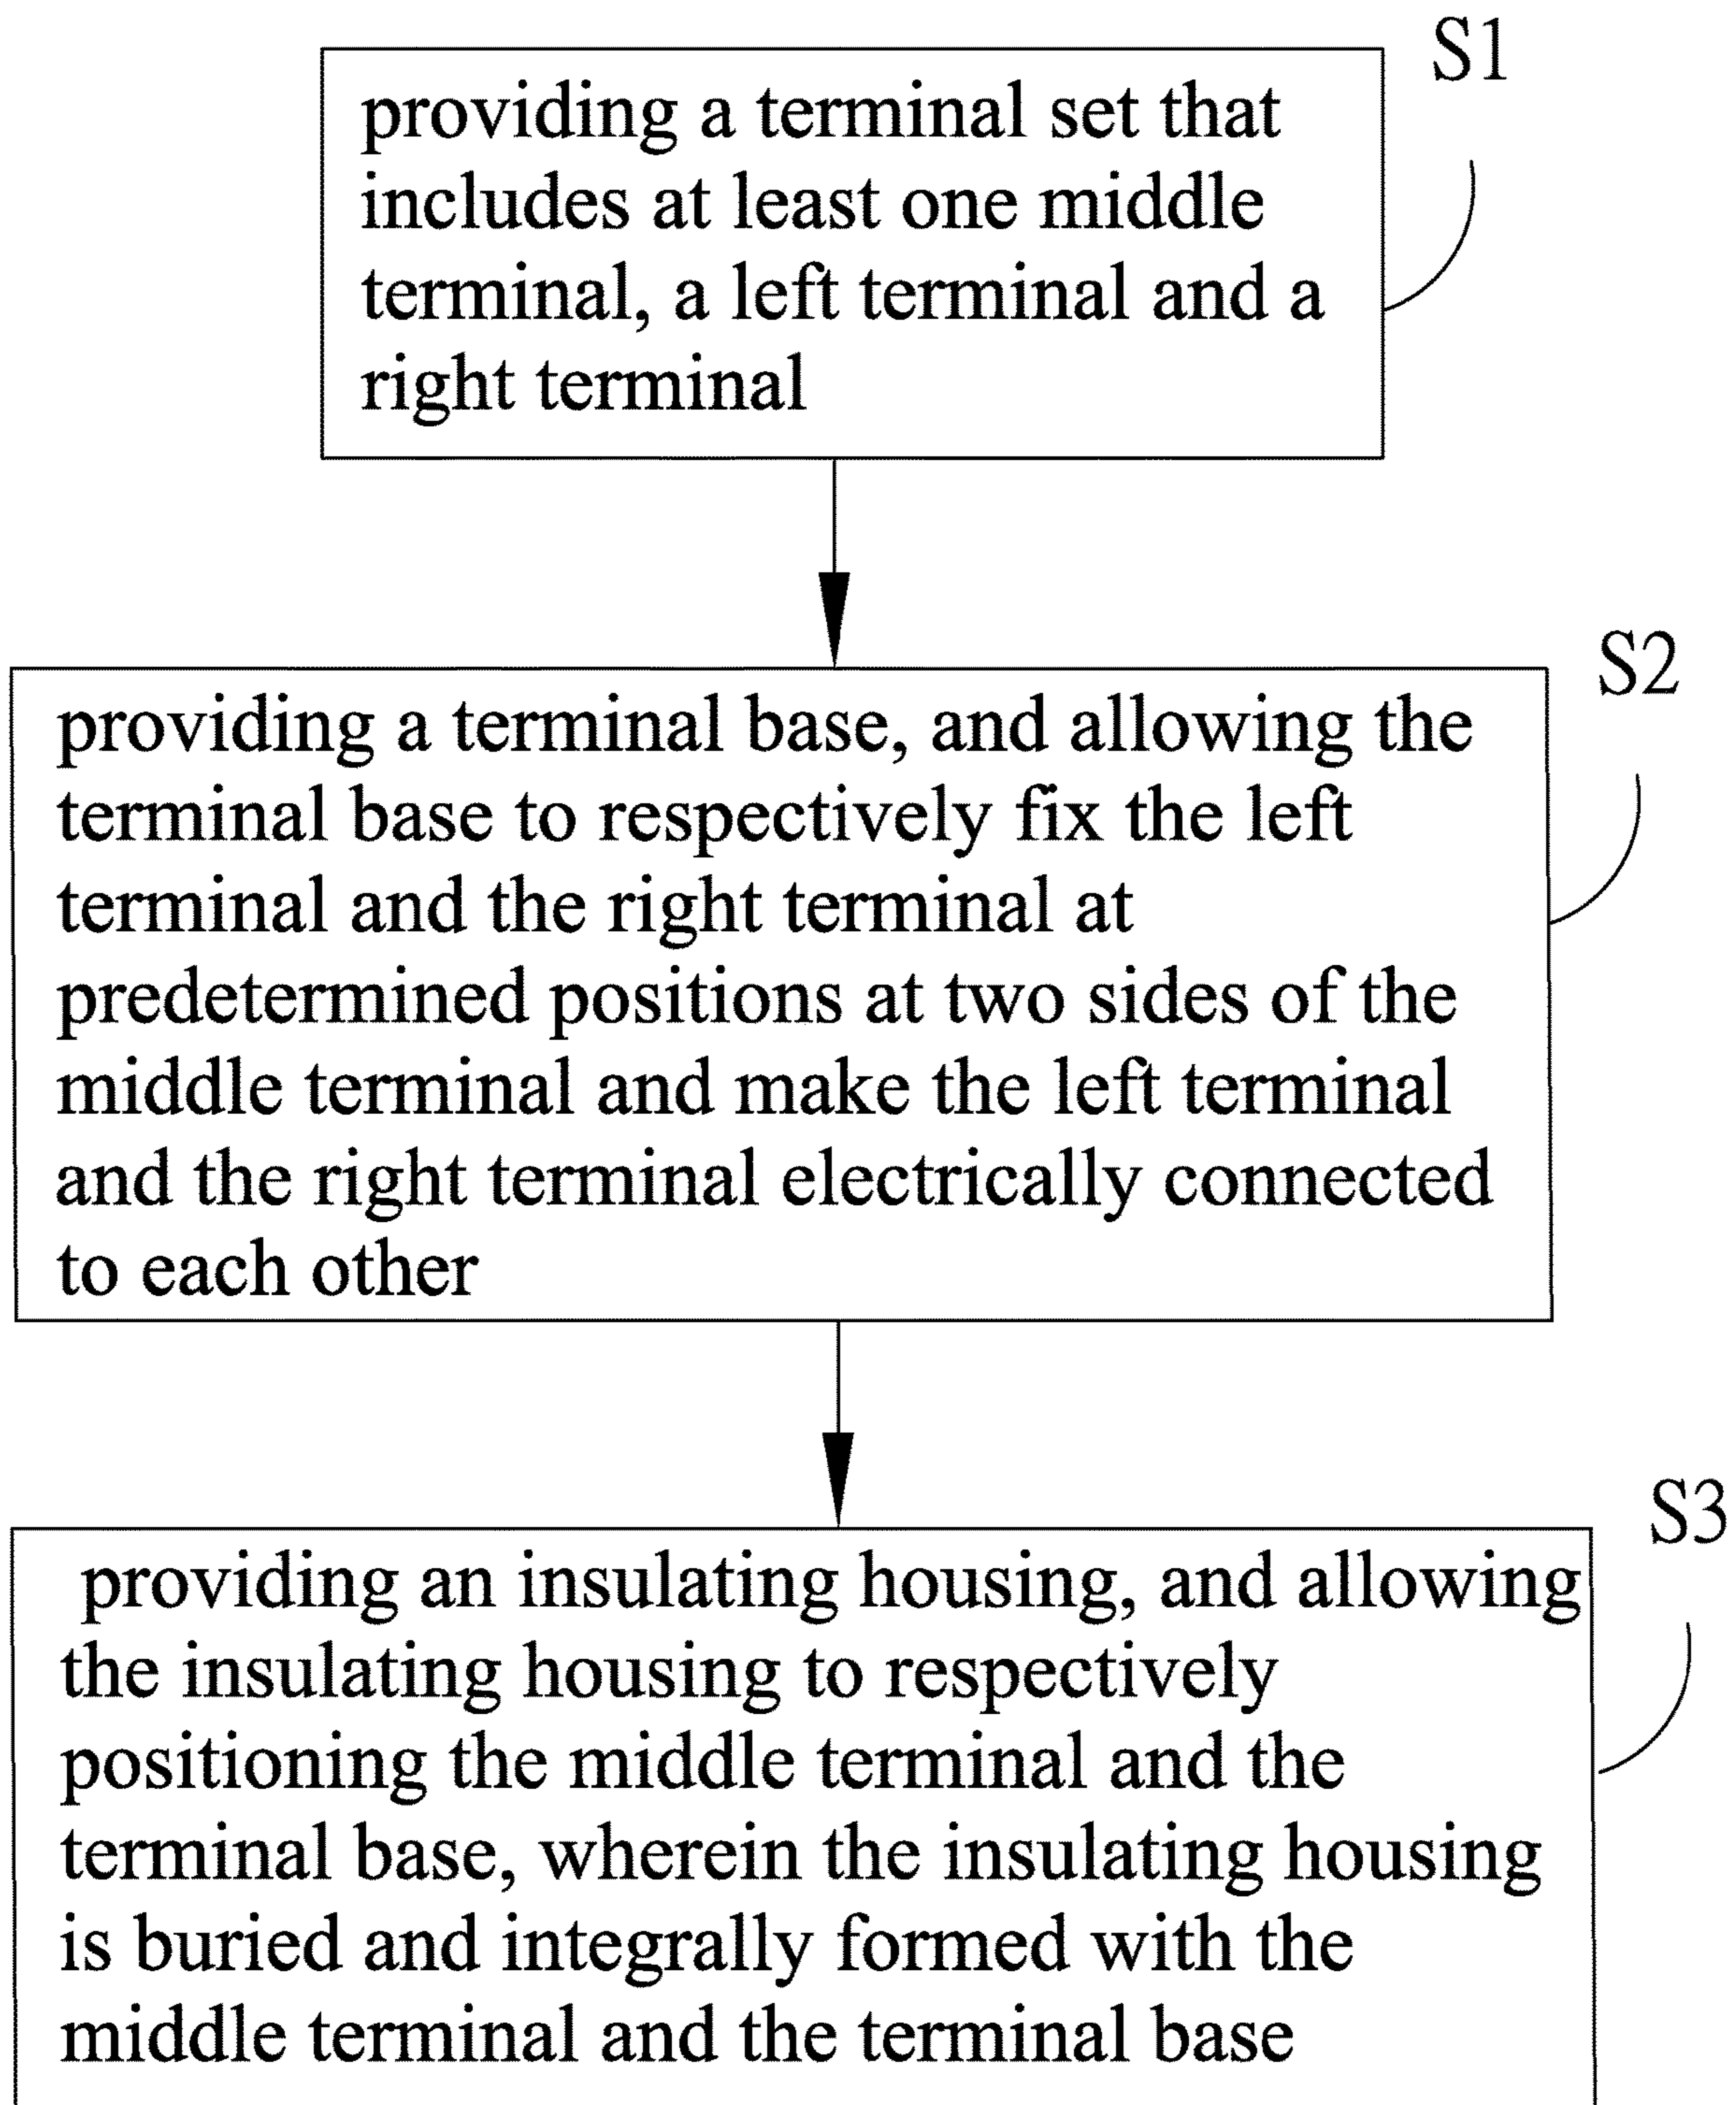 S1
providing a terminal set that
includes at least one middle
terminal, a left terminal and a
right terminal
S2
providing a terminal base, and allowing the
terminal base to respectively fix the left
terminal and the right terminal at
predetermined positions at two sides of the
middle terminal and make the left terminal
and the right terminal electrically connected
to each other
S3
providing an insulating housing, and allowing
the insulating housing to respectively
positioning the middle terminal and the
terminal base, wherein the insulating housing
is buried and integrally formed with the
middle terminal and the terminal base